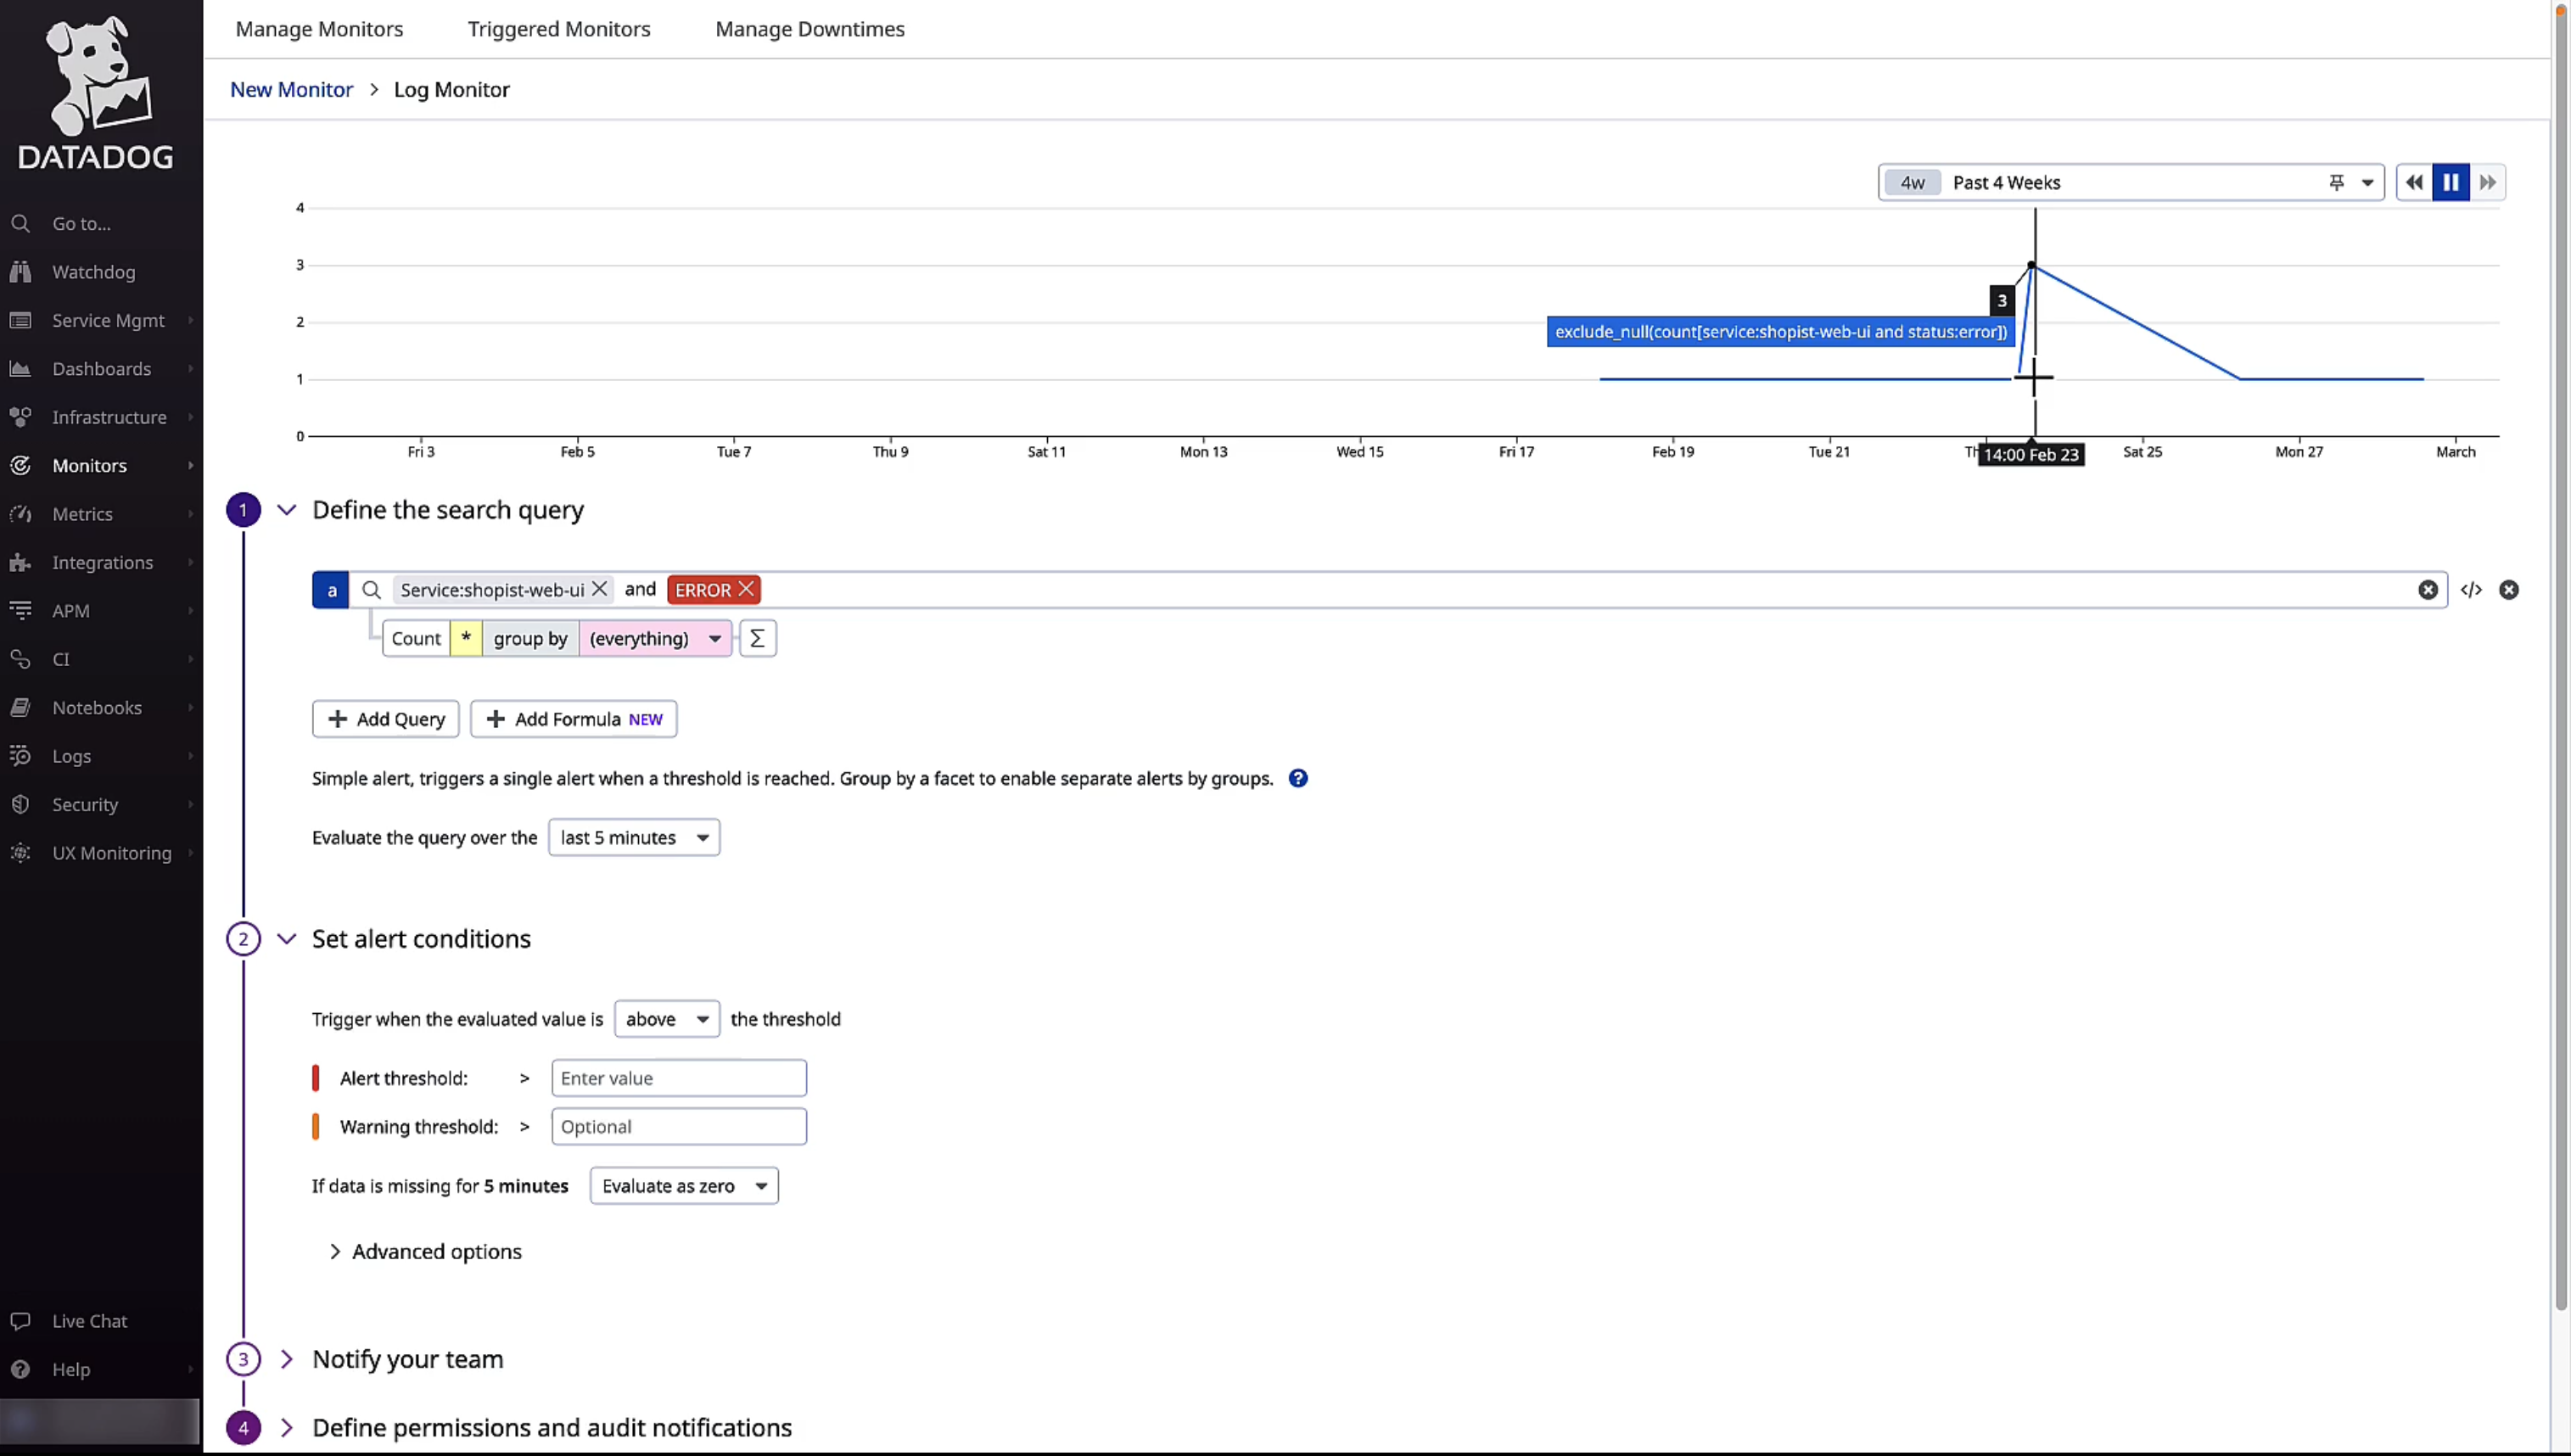 DATADOG
Go to...
Watchdog
Service Mgmt
Dashboards
Infrastructure
Monitors
Metrics
Integrations
APM
CI
Notebooks
Logs
Security
UX Monitoring
Live Chat
Help
Manage Monitors Triggered Monitors Manage Downtimes
New Monitor > Log Monitor
4w Past 4 Weeks
4
3
2
1
0
3
exclude_null(count[service:shopist-web-ui and status:error])
Fri 3 Feb 5 Tue 7 Thu 9 Sat 11 Mon 13 Wed 15 Fri 17 Feb 19 Tue 21 Th 14:00 Feb 23 Sat 25 Mon 27 March
1 Define the search query
a Service:shopist-web-ui and ERROR </>
Count * group by (everything) Σ
+ Add Query + Add Formula NEW
Simple alert, triggers a single alert when a threshold is reached. Group by a facet to enable separate alerts by groups. ?
Evaluate the query over the last 5 minutes
2 Set alert conditions
Trigger when the evaluated value is above the threshold
Alert threshold: > Enter value
Warning threshold: > Optional
If data is missing for 5 minutes Evaluate as zero
> Advanced options
3 > Notify your team
4 > Define permissions and audit notifications